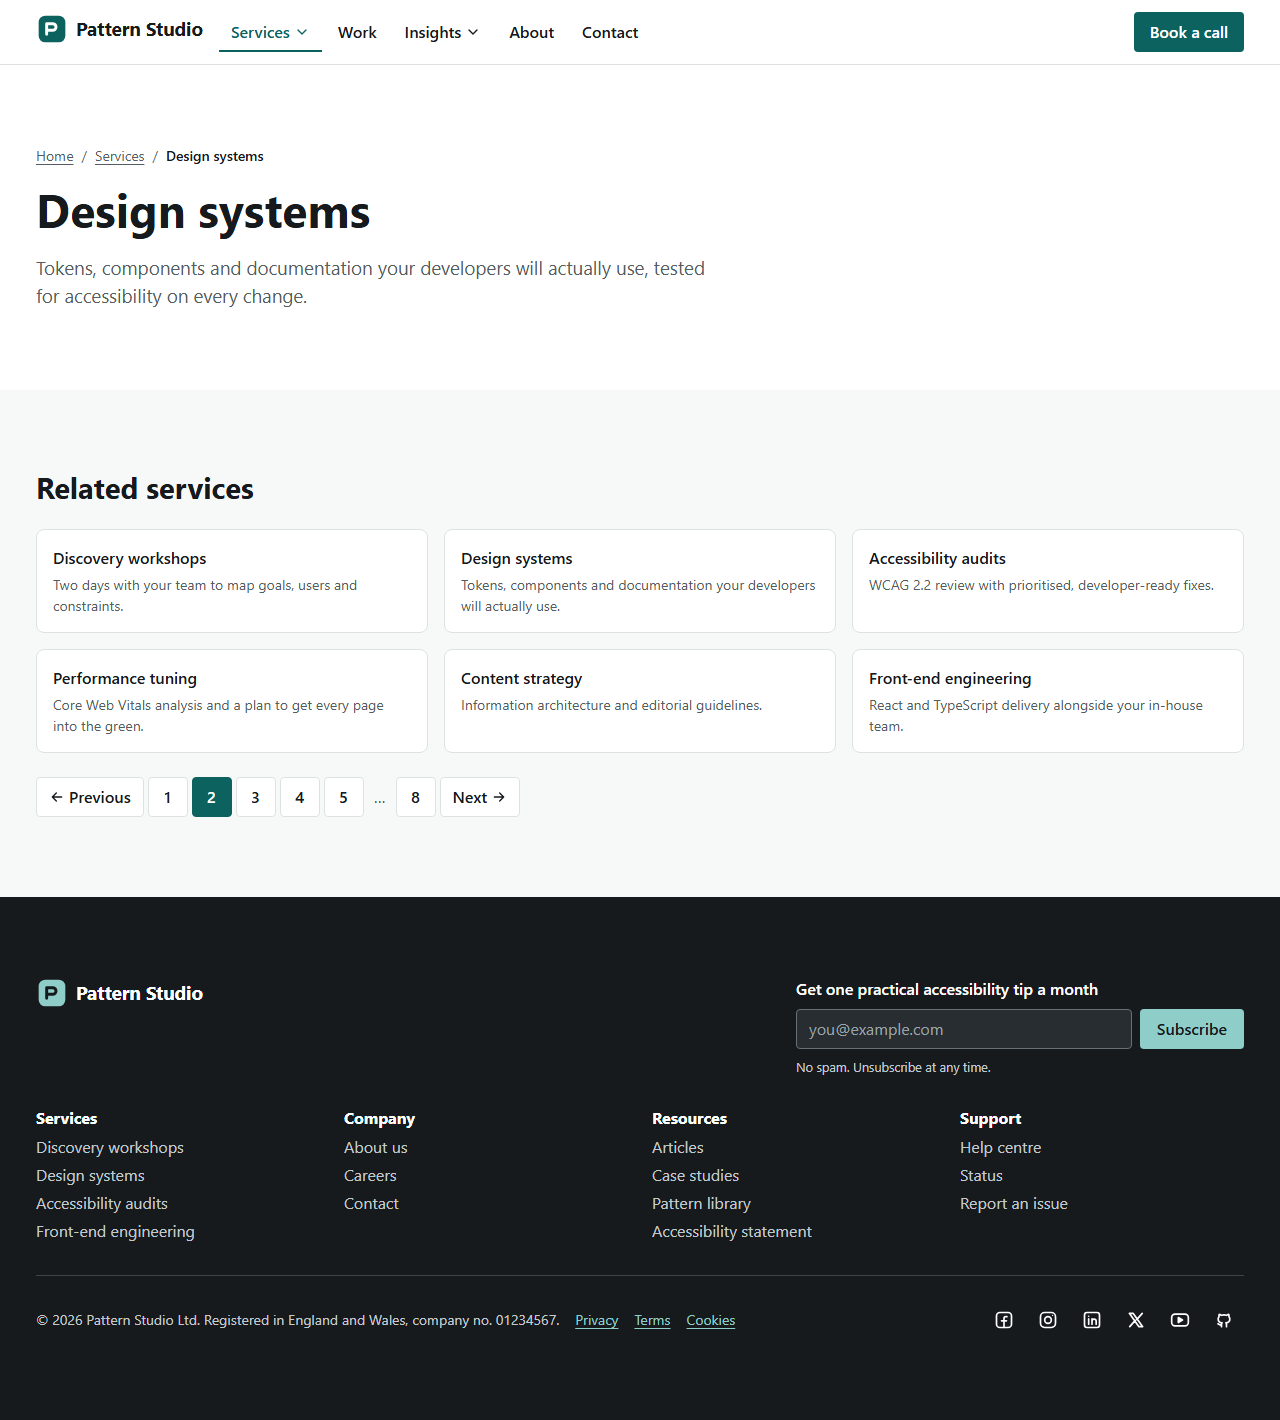 Pattern Studio
Services
Work
Insights
About
Contact
Book a call
Home / Services / Design systems
Design systems
Tokens, components and documentation your developers will actually use, tested
for accessibility on every change.
Related services
Discovery workshops
Two days with your team to map goals, users and
constraints.
Design systems
Tokens, components and documentation your developers
will actually use.
Accessibility audits
WCAG 2.2 review with prioritised, developer-ready fixes.
Performance tuning
Core Web Vitals analysis and a plan to get every page
into the green.
Content strategy
Information architecture and editorial guidelines.
Front-end engineering
React and TypeScript delivery alongside your in-house
team.
← Previous 1 2 3 4 5 … 8 Next →
Pattern Studio
Get one practical accessibility tip a month
you@example.com
Subscribe
No spam. Unsubscribe at any time.
Services
Discovery workshops
Design systems
Accessibility audits
Front-end engineering
Company
About us
Careers
Contact
Resources
Articles
Case studies
Pattern library
Accessibility statement
Support
Help centre
Status
Report an issue
© 2026 Pattern Studio Ltd. Registered in England and Wales, company no. 01234567. Privacy Terms Cookies